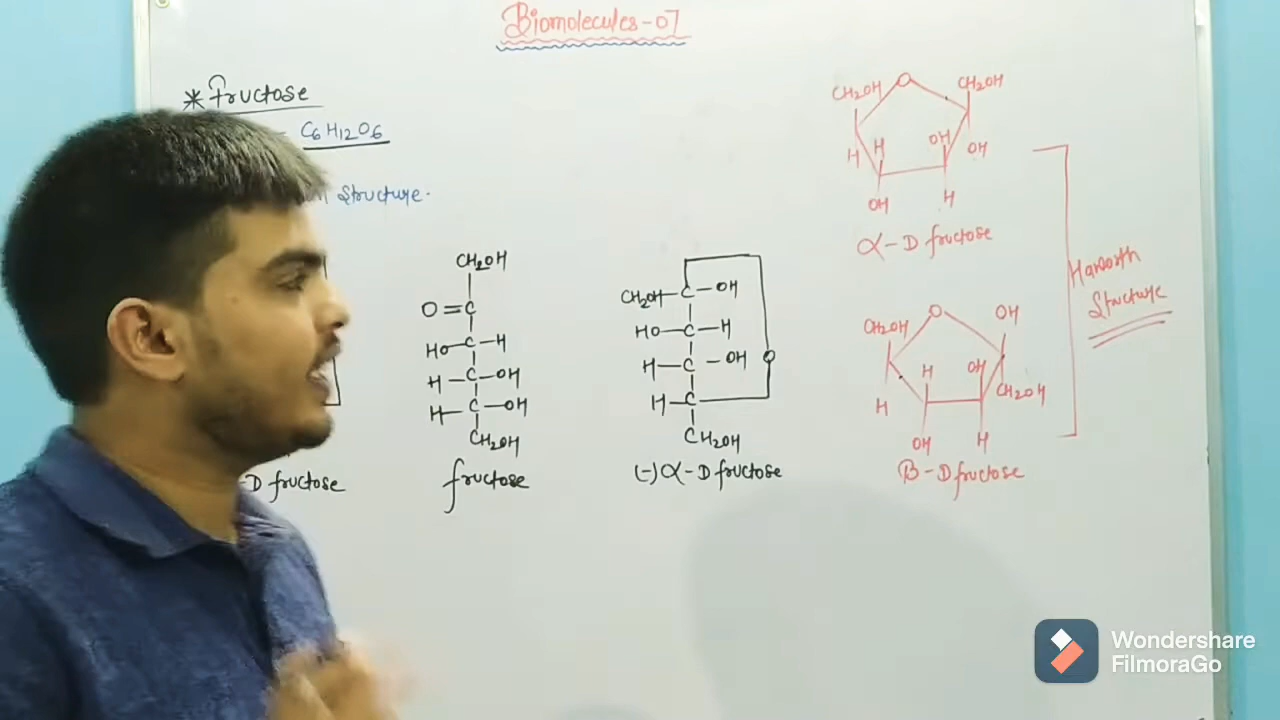 Biomolecules-07
* Fructose
C6H12O6
Structure.
CH2OH
O=C
HO-C-H
H-C-OH
H-C-OH
CH2OH
fructose
-D fructose
CH2OH-C-OH
HO-C-H
H-C-OH
O
H-C
CH2OH
(-)α-D fructose
CH2OH O CH2OH
H H OH OH
OH H
α-D fructose
CH2OH O OH
H H OH CH2OH
OH H
B-D fructose
Haworth
Structure
Wondershare
FilmoraGo